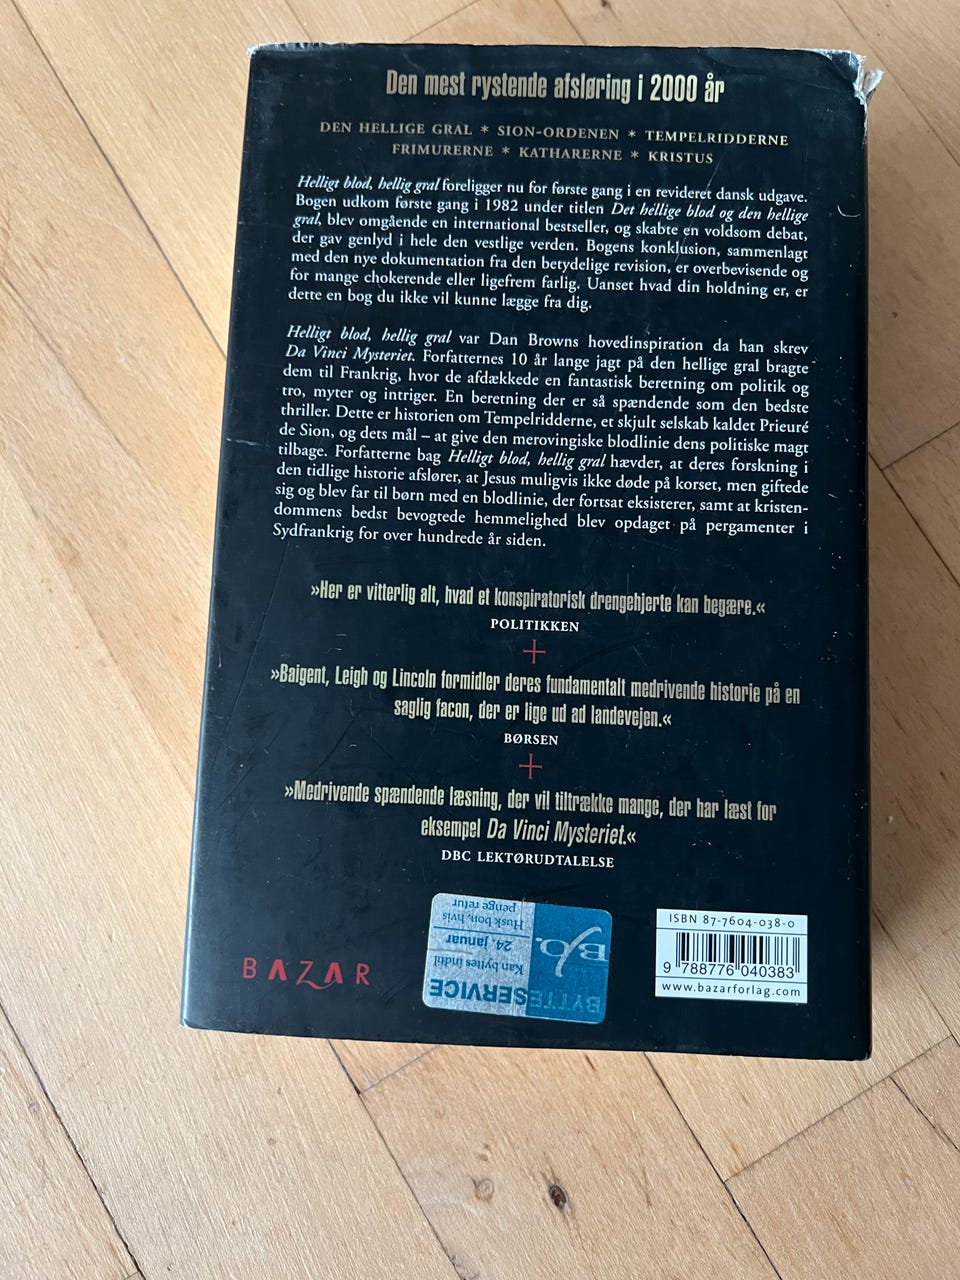 Den mest rystende afsløring i 2000 år
DEN HELLIGE GRAL * SION-ORDENEN * TEMPELRIDDERNE
FRIMURERNE * KATHARERNE * KRISTUS
Helligt blod, hellig gral foreligger nu for første gang i en revideret dansk udgave.
Bogen udkom første gang i 1982 under titlen Det hellige blod og den hellige
gral, blev omgående en international bestseller, og skabte en voldsom debat,
der gav genlyd i hele den vestlige verden. Bogens konklusion, sammenlagt
med den nye dokumentation fra den betydelige revision, er overbevisende og
for mange chokerende eller ligefrem farlig. Uanset hvad din holdning er, er
dette en bog du ikke vil kunne lægge fra dig.
Helligt blod, hellig gral var Dan Browns hovedinspiration da han skrev
Da Vinci Mysteriet. Forfatternes 10 år lange jagt på den hellige gral bragte
dem til Frankrig, hvor de afdækkede en fantastisk beretning om politik og
tro, myter og intriger. En beretning der er så spændende som den bedste
thriller. Dette er historien om Tempelridderne, et skjult selskab kaldet Prieuré
de Sion, og dets mål – at give den merovingiske blodlinie dens politiske magt
tilbage. Forfatterne bag Helligt blod, hellig gral hævder, at deres forskning i
den tidlige historie afslører, at Jesus muligvis ikke døde på korset, men giftede
sig og blev far til børn med en blodlinie, der fortsat eksisterer, samt at kristen-
dommens bedst bevogtede hemmelighed blev opdaget på pergamenter i
Sydfrankrig for over hundrede år siden.
»Her er vitterlig alt, hvad et konspiratorisk drengehjerte kan begære.«
POLITIKKEN
»Baigent, Leigh og Lincoln formidler deres fundamentalt medrivende historie på en
saglig facon, der er lige ud ad landevejen.«
BØRSEN
»Medrivende spændende læsning, der vil tiltrække mange, der har læst for
eksempel Da Vinci Mysteriet.«
DBC LEKTØRUDTALELSE
BAZAR
BYTTESERVICE
Kan byttes indtil
24. januar
Husk bon, hvis
penge retur
B/O.
ISBN 87-7604-038-0
9 788776 040383
www.bazarforlag.com